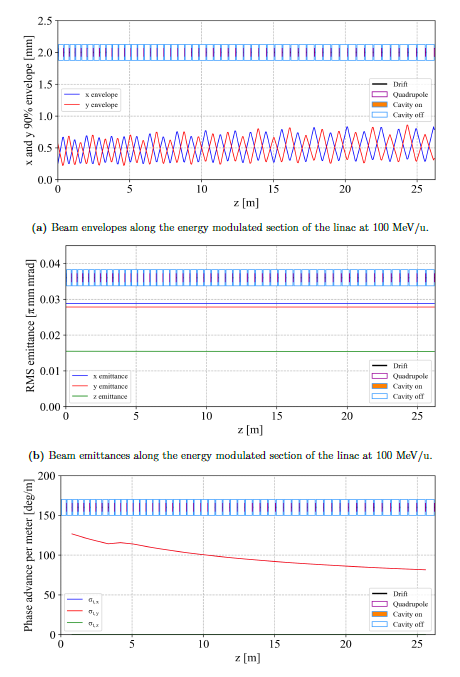 2.5
2.0
1.5
1.0
0.5
0.0
x and y 90% envelope [mm]
x envelope
y envelope
Drift
Quadrupole
Cavity on
Cavity off
0 5 10 15 20 25
z [m]
(a) Beam envelopes along the energy modulated section of the linac at 100 MeV/u.
0.04
0.03
0.02
0.01
0.00
RMS emittance [π mm mrad]
x emittance
y emittance
z emittance
Drift
Quadrupole
Cavity on
Cavity off
0 5 10 15 20 25
z [m]
(b) Beam emittances along the energy modulated section of the linac at 100 MeV/u.
200
150
100
50
0
Phase advance per meter [deg/m]
σt,x
σt,y
σt,z
Drift
Quadrupole
Cavity on
Cavity off
0 5 10 15 20 25
z [m]